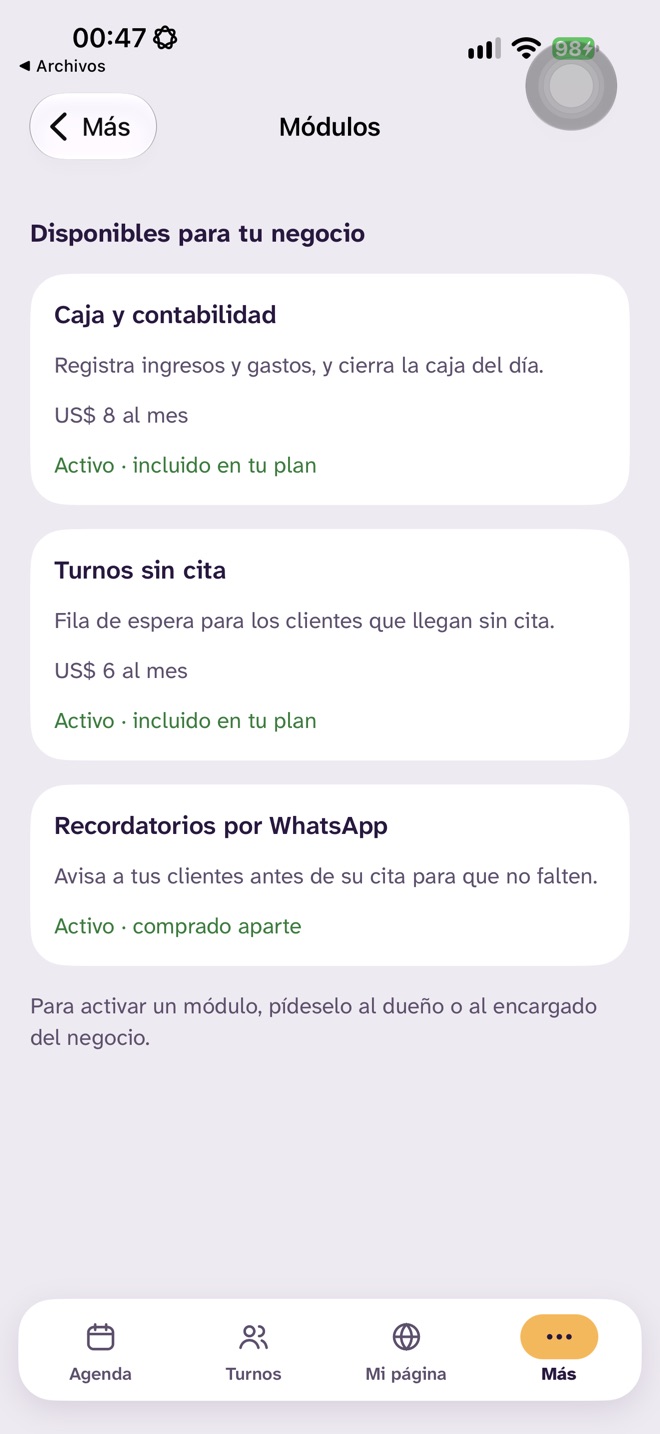 00:47
98
◀ Archivos
Más
Módulos
Disponibles para tu negocio
Caja y contabilidad
Registra ingresos y gastos, y cierra la caja del día.
US$ 8 al mes
Activo · incluido en tu plan
Turnos sin cita
Fila de espera para los clientes que llegan sin cita.
US$ 6 al mes
Activo · incluido en tu plan
Recordatorios por WhatsApp
Avisa a tus clientes antes de su cita para que no falten.
Activo · comprado aparte
Para activar un módulo, pídeselo al dueño o al encargado
del negocio.
Agenda
Turnos
Mi página
Más